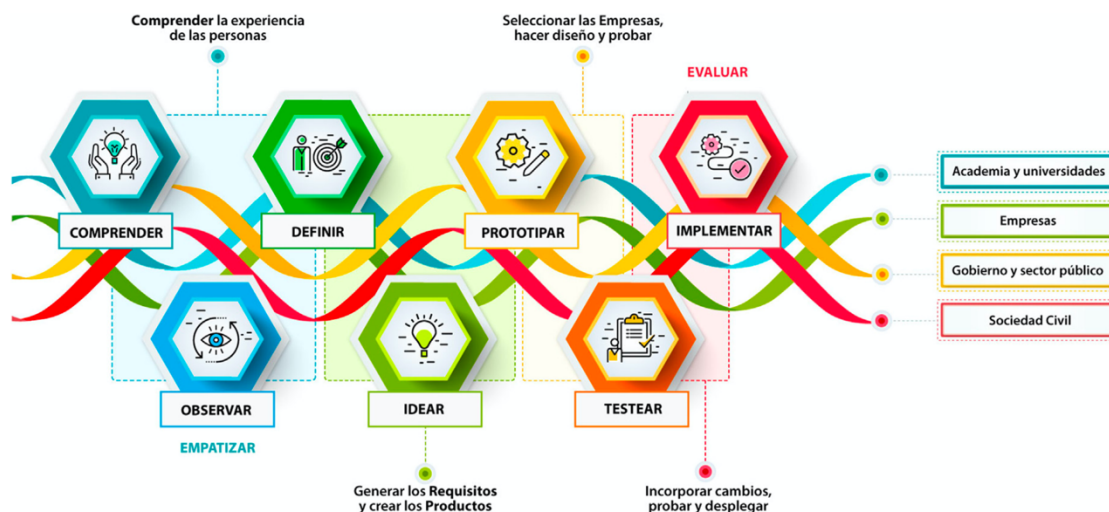 Comprender la experiencia
de las personas
Seleccionar las Empresas,
hacer diseño y probar
EVALUAR
COMPRENDER
DEFINIR
PROTOTIPAR
IMPLEMENTAR
Academia y universidades
Empresas
Gobierno y sector público
Sociedad Civil
OBSERVAR
IDEAR
TESTEAR
EMPATIZAR
Generar los Requisitos
y crear los Productos
Incorporar cambios,
probar y desplegar